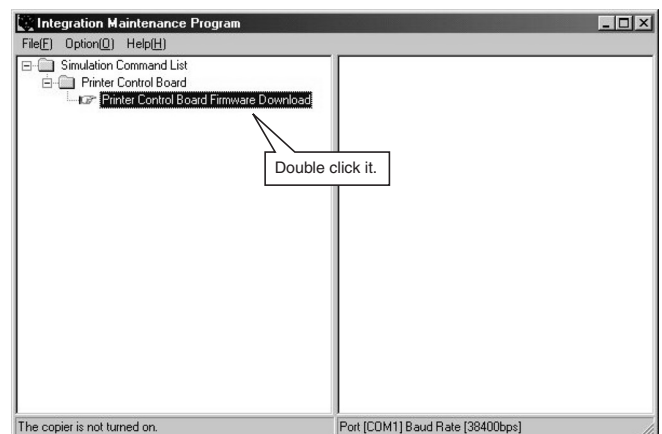 Integration Maintenance Program
File(F) Option(O) Help(H)
Simulation Command List
Printer Control Board
Printer Control Board Firmware Download
Double click it.
The copier is not turned on.
Port [COM1] Baud Rate [38400bps]